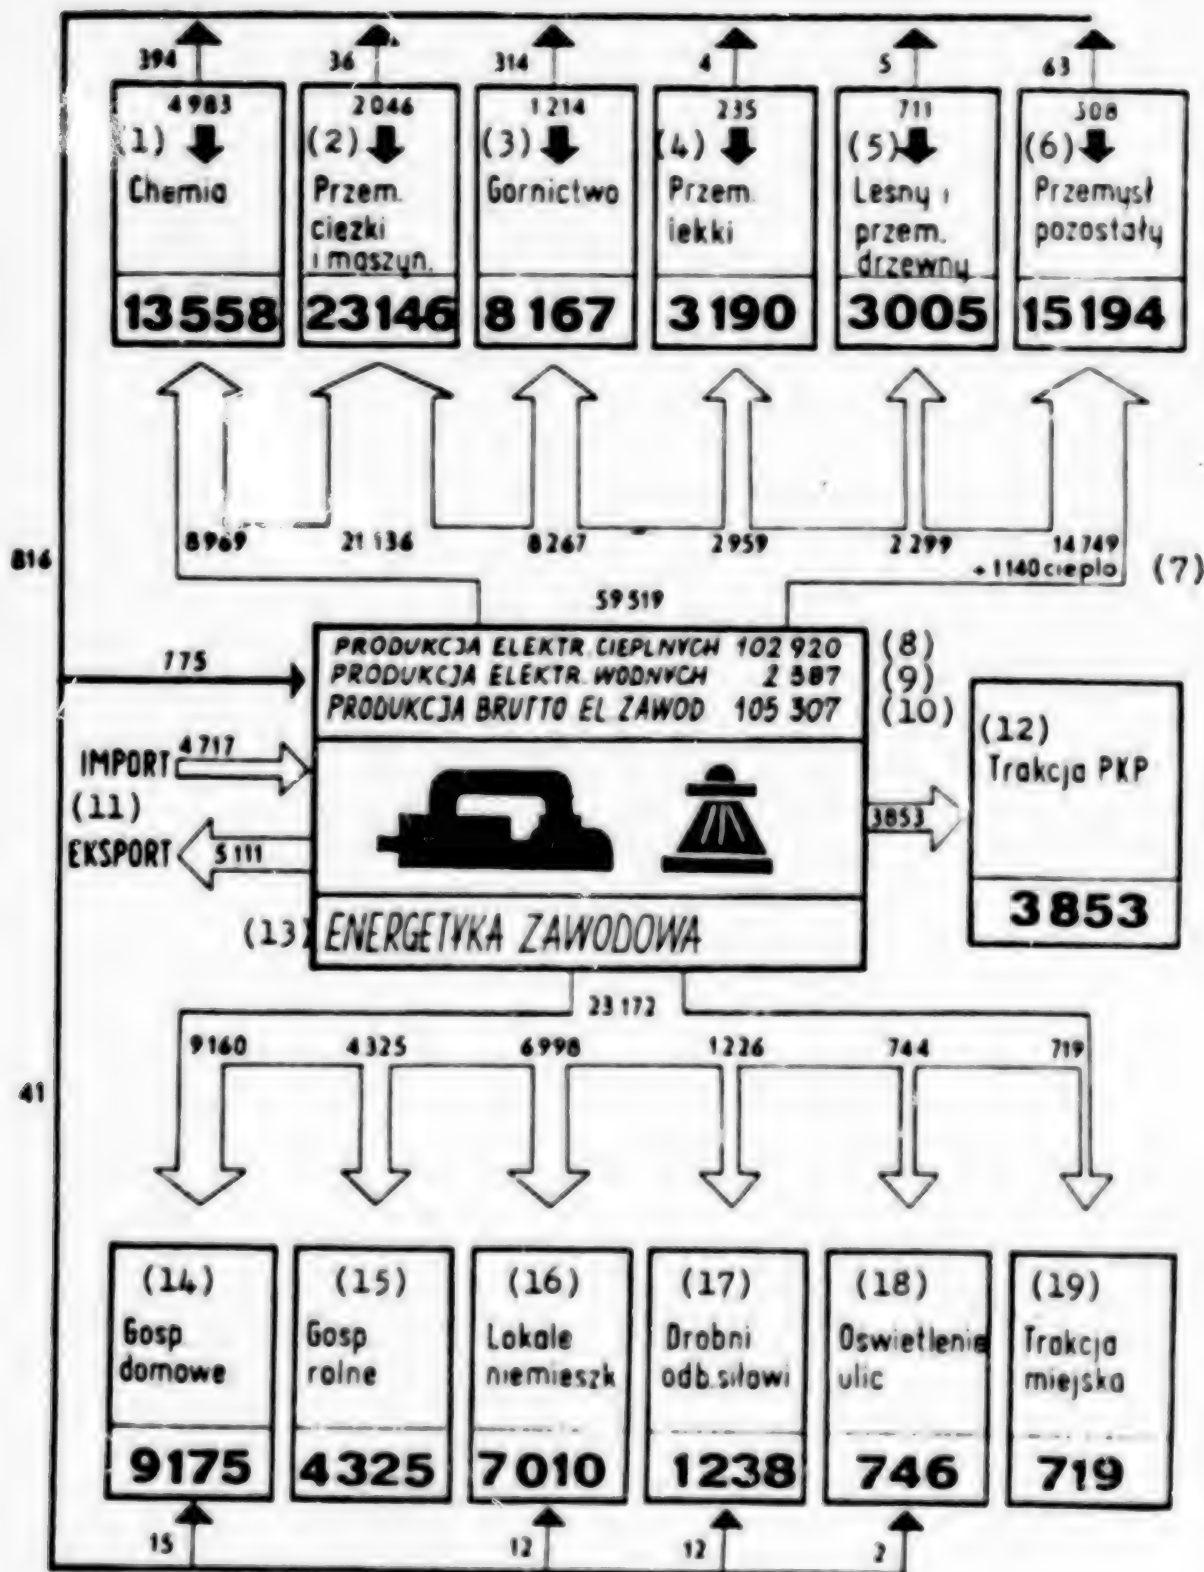 394 36 314 4 5 63
4983 2046 1214 235 711 308
(1) (2) (3) (4) (5) (6)
Chemia
Przem.
ciezki
i maszyn.
Gornictwo
Przem.
lekki
Lesny i
przem.
drzewny
Przemysł
pozostały
13558 23146 8167 3190 3005 15194
8969 21136 8267 2959 2299 14749
+1140 cieplo (7)
816
59519
775
PRODUKCJA ELEKTR. CIEPLNYCH 102 920 (8)
PRODUKCJA ELEKTR. WODNYCH 2 387 (9)
PRODUKCJA BRUTTO EL ZAWOD 105 307 (10)
IMPORT 4717
(11)
EKSPORT 5111
3853
(12)
Trakcja PKP
3853
(13) ENERGETYKA ZAWODOWA
23172
9160 4325 6998 1226 744 719
41
(14) (15) (16) (17) (18) (19)
Gosp
domowe
Gosp
rolne
Lokale
niemieszk
Drobni
odb. siłowi
Oswietlenie
ulic
Trakcja
miejska
9175 4325 7010 1238 746 719
15 12 12 2